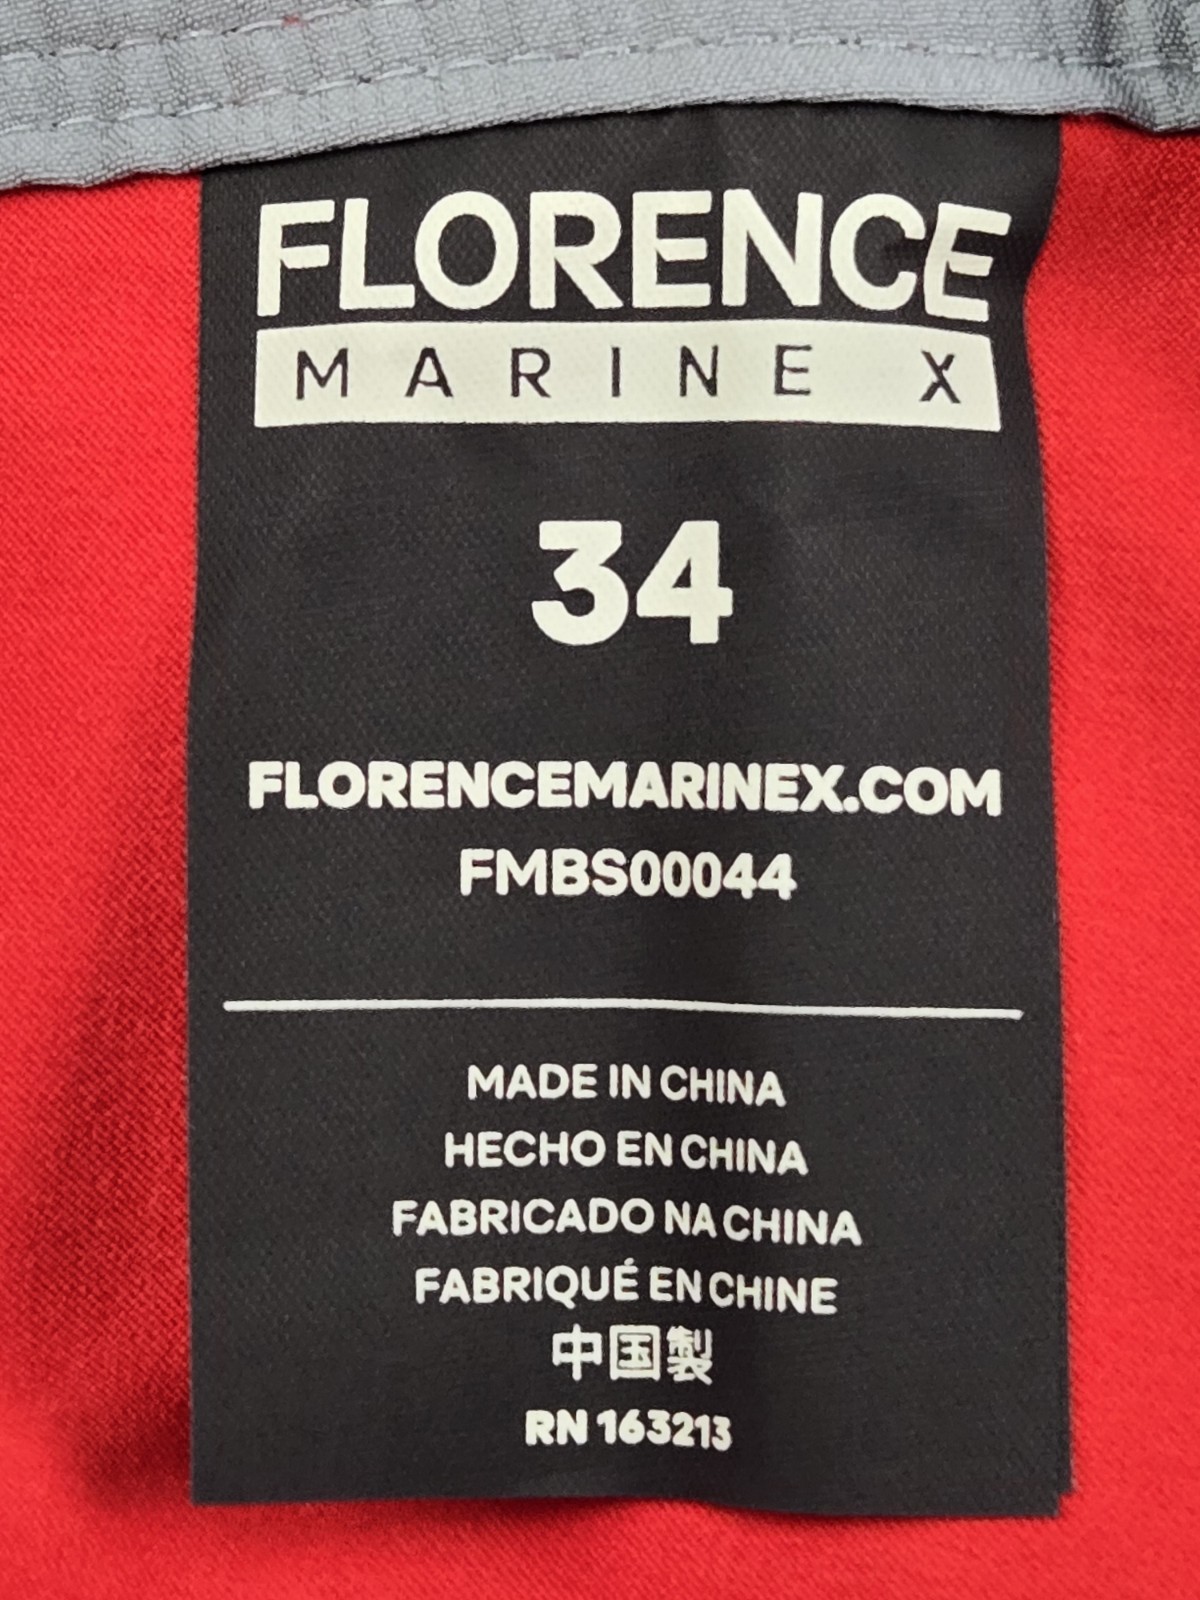 FLORENCE
MARINE X
34
FLORENCEMARINEX.COM
FMBS00044
MADE IN CHINA
HECHO EN CHINA
FABRICADO NA CHINA
FABRIQUÉ EN CHINE
中国製
RN 163213